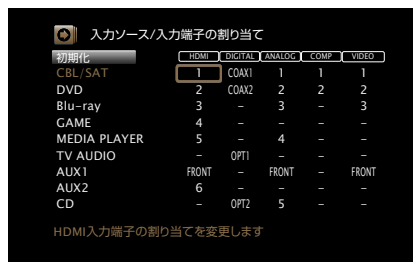 入力ソース/入力端子の割り当て
初期化 HDMI DIGITAL ANALOG COMP VIDEO
CBL/SAT 1 COAX1 1 1 1
DVD 2 COAX2 2 2 2
Blu-ray 3 – 3 – 3
GAME 4 – – – –
MEDIA PLAYER 5 – 4 – –
TV AUDIO – OPT1 – – –
AUX1 FRONT – FRONT – FRONT
AUX2 6 – – – –
CD – OPT2 5 – –
HDMI入力端子の割り当てを変更します